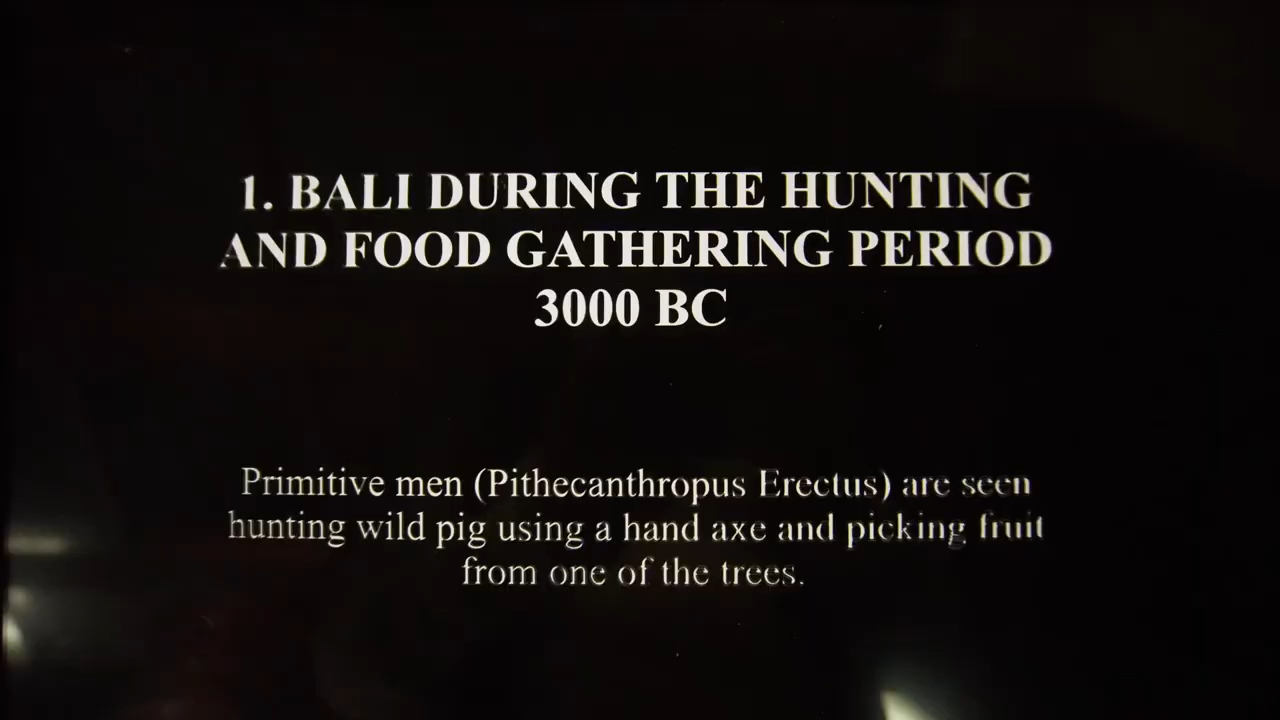 1. BALI DURING THE HUNTING
AND FOOD GATHERING PERIOD
3000 BC
Primitive men (Pithecanthropus Erectus) are seen
hunting wild pig using a hand axe and picking fruit
from one of the trees.